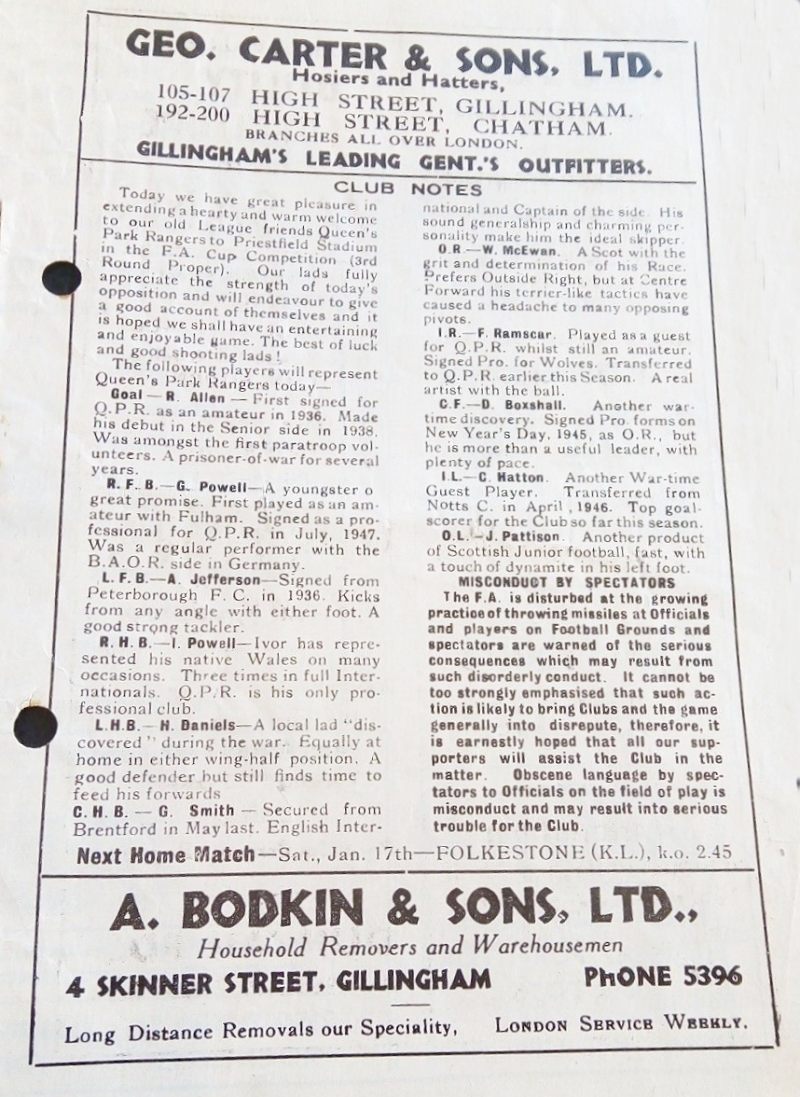 GEO. CARTER & SONS, LTD.
Hosiers and Hatters,
105-107 HIGH STREET, GILLINGHAM.
192-200 HIGH STREET, CHATHAM.
BRANCHES ALL OVER LONDON.
GILLINGHAM'S LEADING GENT.'S OUTFITTERS.
CLUB NOTES
Today we have great pleasure in
extending a hearty and warm welcome
to our old League friends Queen's
Park Rangers to Priestfield Stadium
in the F.A. Cup Competition (3rd
Round Proper). Our lads fully
appreciate the strength of today's
opposition and will endeavour to give
a good account of themselves and it
is hoped we shall have an entertaining
and enjoyable game. The best of luck
and good shooting lads !
The following players will represent
Queen's Park Rangers today—
Goal — R. Allen — First signed for
Q.P.R. as an amateur in 1936. Made
his debut in the Senior side in 1938.
Was amongst the first paratroop vol-
unteers. A prisoner-of-war for several
years.
R. F. B.—G. Powell—A youngster o
great promise. First played as an am-
ateur with Fulham. Signed as a pro-
fessional for Q.P.R. in July, 1947.
Was a regular performer with the
B.A.O.R. side in Germany.
L. F. B.—A. Jefferson—Signed from
Peterborough F. C. in 1936. Kicks
from any angle with either foot. A
good strong tackler.
R. H. B.—I. Powell—Ivor has repre-
sented his native Wales on many
occasions. Three times in full Inter-
nationals. Q.P.R. is his only pro-
fessional club.
L.H.B.— H. Daniels—A local lad "dis-
covered" during the war. Equally at
home in either wing-half position. A
good defender but still finds time to
feed his forwards
C. H. B. — G. Smith — Secured from
Brentford in May last. English Inter-
national and Captain of the side. His
sound generalship and charming per-
sonality make him the ideal skipper.
O.R.—W. McEwan. A Scot with the
grit and determination of his Race.
Prefers Outside Right, but at Centre
Forward his terrier-like tactics have
caused a headache to many opposing
pivots.
I.R.—F. Ramscar. Played as a guest
for Q.P.R. whilst still an amateur.
Signed Pro. for Wolves. Transferred
to Q.P.R. earlier this Season. A real
artist with the ball.
C.F.—D. Boxshall. Another war-
time discovery. Signed Pro. forms on
New Year's Day, 1945, as O.R., but
he is more than a useful leader, with
plenty of pace.
I.L.—C. Hatton. Another War-time
Guest Player. Transferred from
Notts C. in April, 1946. Top goal-
scorer for the Club so far this season.
O.L.—J. Pattison. Another product
of Scottish Junior football, fast, with
a touch of dynamite in his left foot.
MISCONDUCT BY SPECTATORS
The F.A. is disturbed at the growing
practice of throwing missiles at Officials
and players on Football Grounds and
spectators are warned of the serious
consequences which may result from
such disorderly conduct. It cannot be
too strongly emphasised that such ac-
tion is likely to bring Clubs and the game
generally into disrepute, therefore, it
is earnestly hoped that all our sup-
porters will assist the Club in the
matter. Obscene language by spec-
tators to Officials on the field of play is
misconduct and may result into serious
trouble for the Club.
Next Home Match—Sat., Jan. 17th—FOLKESTONE (K.L.), k.o. 2.45
A. BODKIN & SONS, LTD.,
Household Removers and Warehousemen
4 SKINNER STREET, GILLINGHAM PHONE 5396
Long Distance Removals our Speciality, LONDON SERVICE WEEKLY.